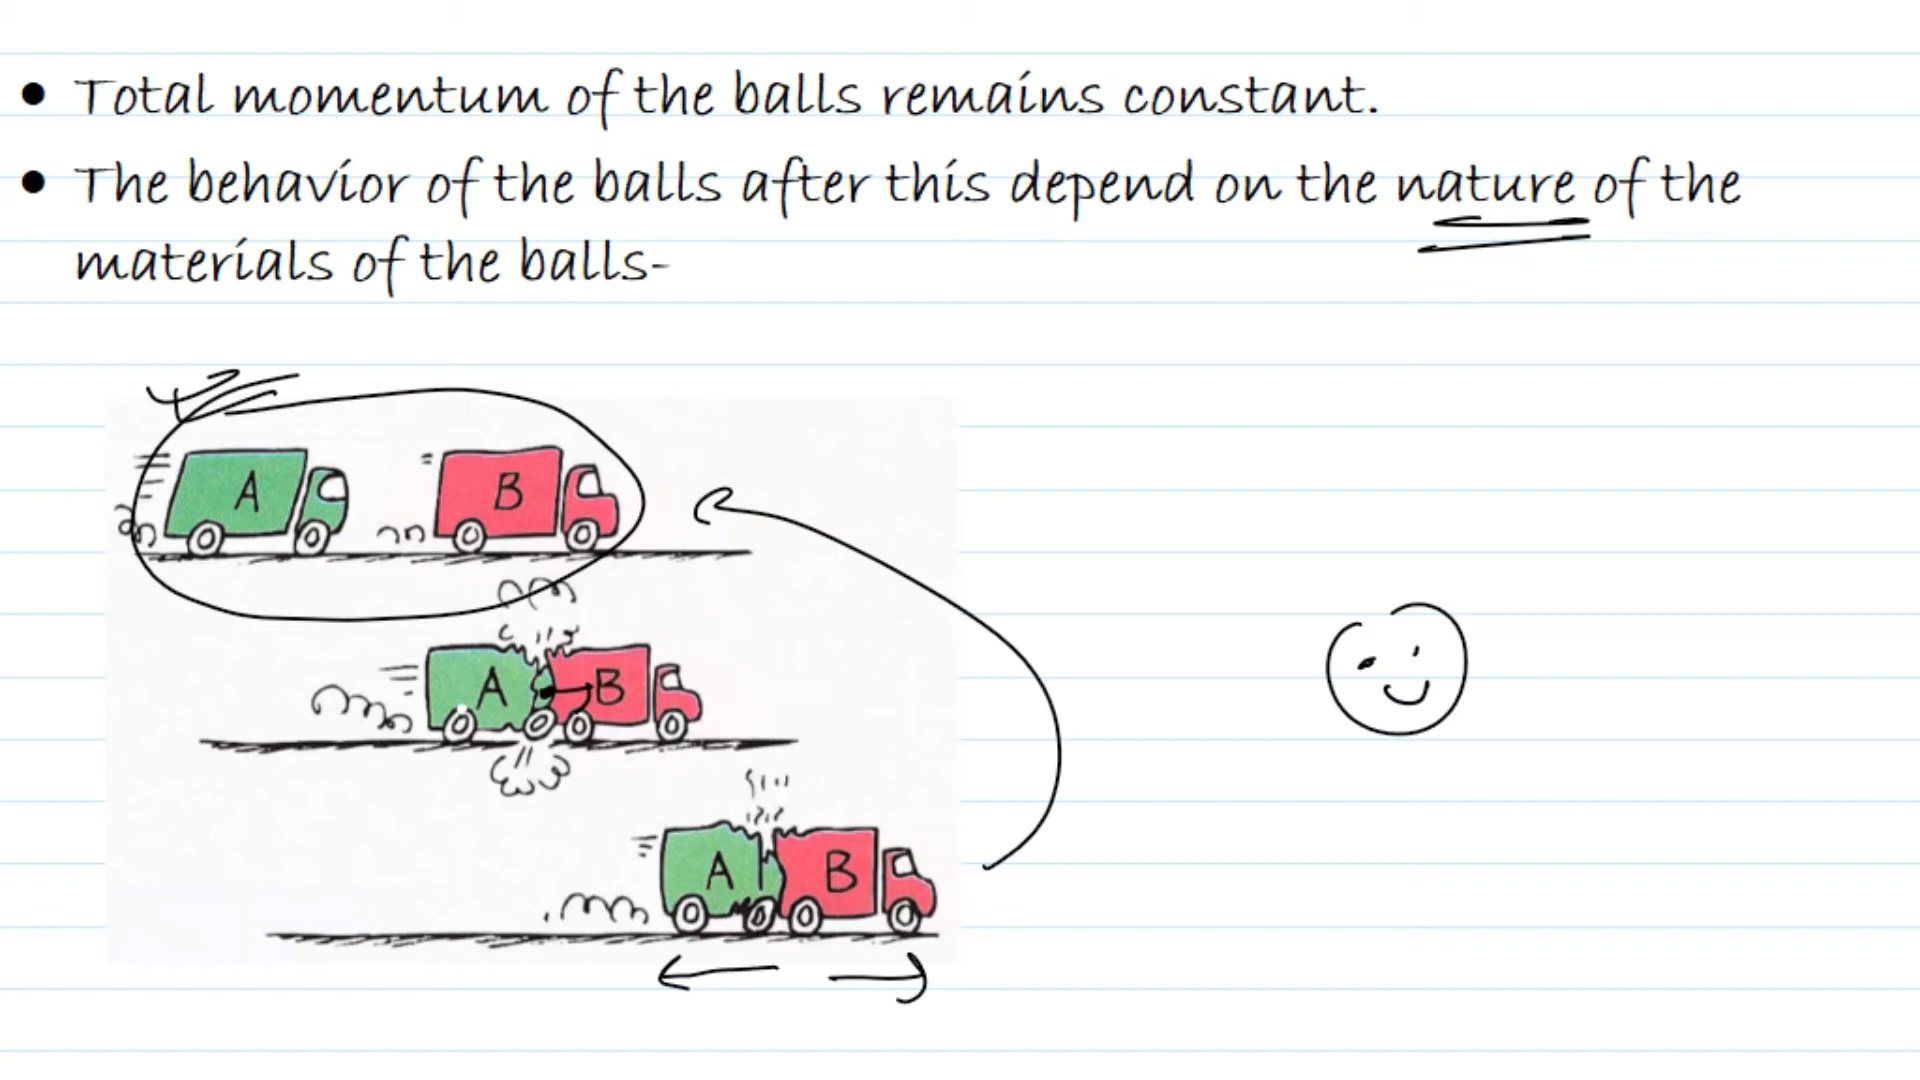 • Total momentum of the balls remains constant.
• The behavior of the balls after this depend on the nature of the
materials of the balls-
A B
A B
A B